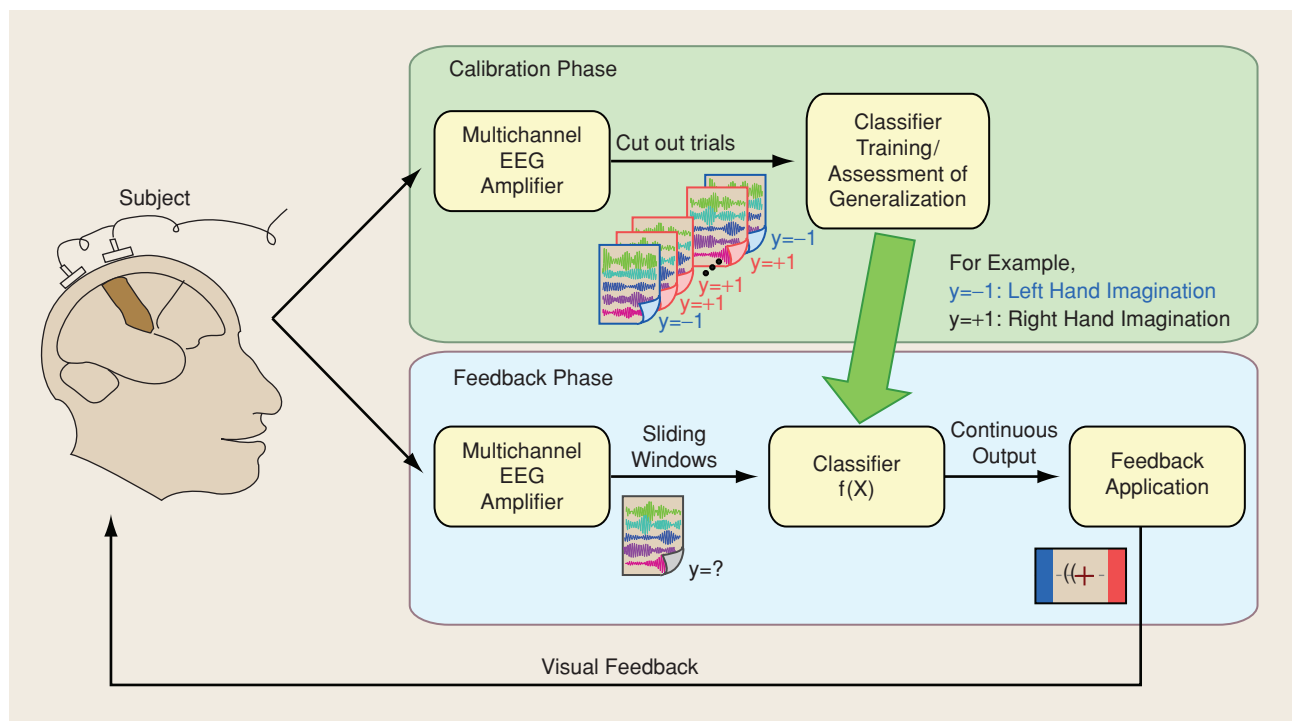 Calibration Phase
Multichannel
EEG
Amplifier
Cut out trials
Classifier
Training/
Assessment of
Generalization
Subject
y=−1
y=+1
y=+1
y=+1
y=−1
For Example,
y=−1: Left Hand Imagination
y=+1: Right Hand Imagination
Feedback Phase
Multichannel
EEG
Amplifier
Sliding
Windows
y=?
Classifier
f(X)
Continuous
Output
Feedback
Application
Visual Feedback